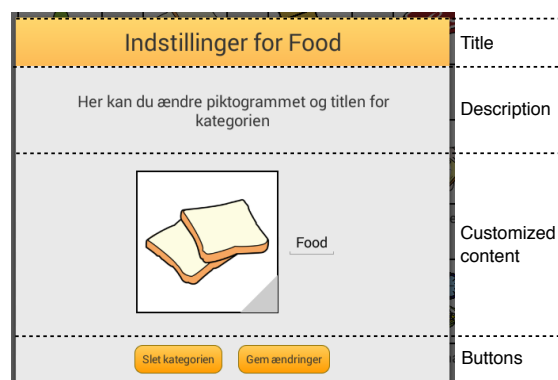 Indstillinger for Food
Title
Her kan du ændre piktogrammet og titlen for
kategorien
Description
Food
Customized
content
Slet kategorien
Gem ændringer
Buttons